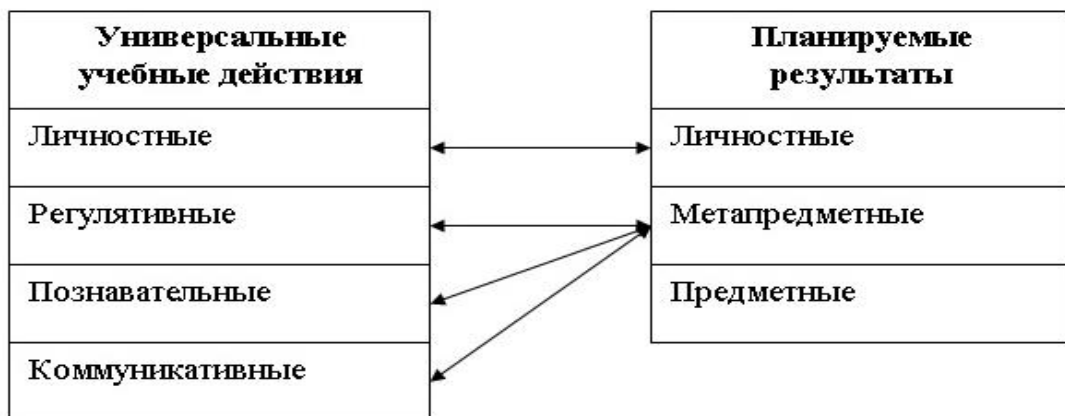 Универсальные
учебные действия
Личностные
Регулятивные
Познавательные
Коммуникативные
Планируемые
результаты
Личностные
Метапредметные
Предметные